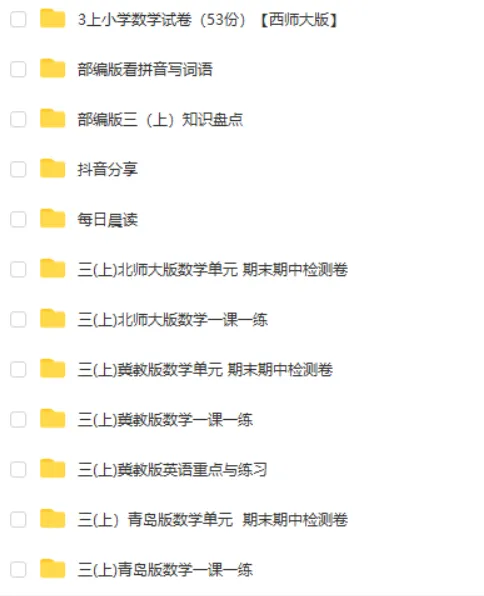 3上小学数学试卷（53份）【西师大版】
部编版看拼音写词语
部编版三（上）知识盘点
抖音分享
每日晨读
三(上)北师大版数学单元 期末期中检测卷
三(上)北师大版数学一课一练
三(上)冀教版数学单元 期末期中检测卷
三(上)冀教版数学一课一练
三(上)冀教版英语重点与练习
三(上）青岛版数学单元  期末期中检测卷
三(上)青岛版数学一课一练